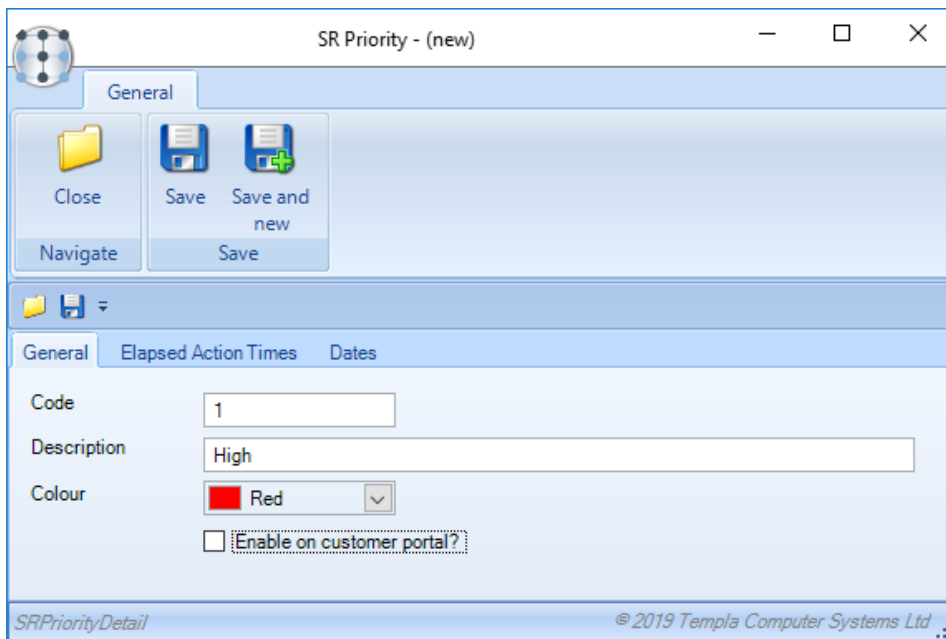 SR Priority - (new)
General
Close
Save
Save and
new
Navigate
Save
General
Elapsed Action Times
Dates
Code
1
Description
High
Colour
Red
Enable on customer portal?
SRPriorityDetail
© 2019 Templa Computer Systems Ltd